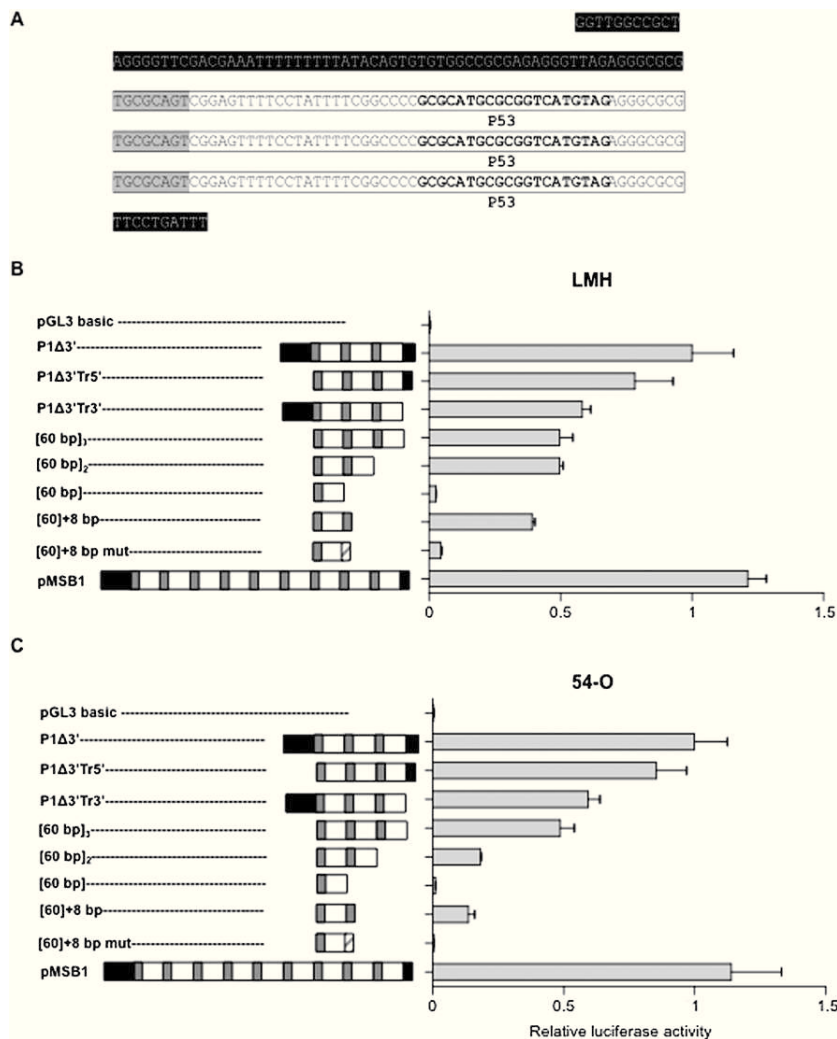 A
GGTTGGCCGCT
AGGGGTTCGACGAAATTTTTTTTTTATACAGTGTGTGGCCGCGAGAGGGTTAGAGGGCGCG
TGCGCAGTCGGAGTTTTCCTATTTTCGGCCCCGCGCATGCGCGGTCATGTAGAGGGCGCG
P53
TGCGCAGTCGGAGTTTTCCTATTTTCGGCCCCGCGCATGCGCGGTCATGTAGAGGGCGCG
P53
TGCGCAGTCGGAGTTTTCCTATTTTCGGCCCCGCGCATGCGCGGTCATGTAGAGGGCGCG
P53
TTCCTGATTT
B
LMH
pGL3 basic
P1Δ3'
P1Δ3'Tr5'
P1Δ3'Tr3'
[60 bp]₃
[60 bp]₂
[60 bp]
[60]+8 bp
[60]+8 bp mut
pMSB1
0 0.5 1 1.5
C
54-O
pGL3 basic
P1Δ3'
P1Δ3'Tr5'
P1Δ3'Tr3'
[60 bp]₃
[60 bp]₂
[60 bp]
[60]+8 bp
[60]+8 bp mut
pMSB1
0 0.5 1 1.5
Relative luciferase activity